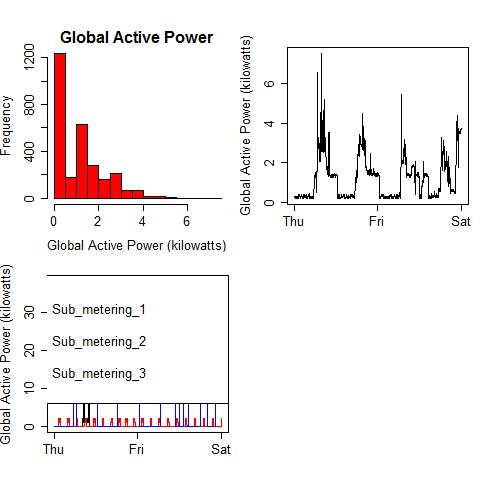 Global Active Power
Frequency
0 400 800 1200
0 2 4 6
Global Active Power (kilowatts)
Global Active Power (kilowatts)
0 2 4 6
Thu Fri Sat
Global Active Power (kilowatts)
0 10 20 30
Sub_metering_1
Sub_metering_2
Sub_metering_3
Thu Fri Sat